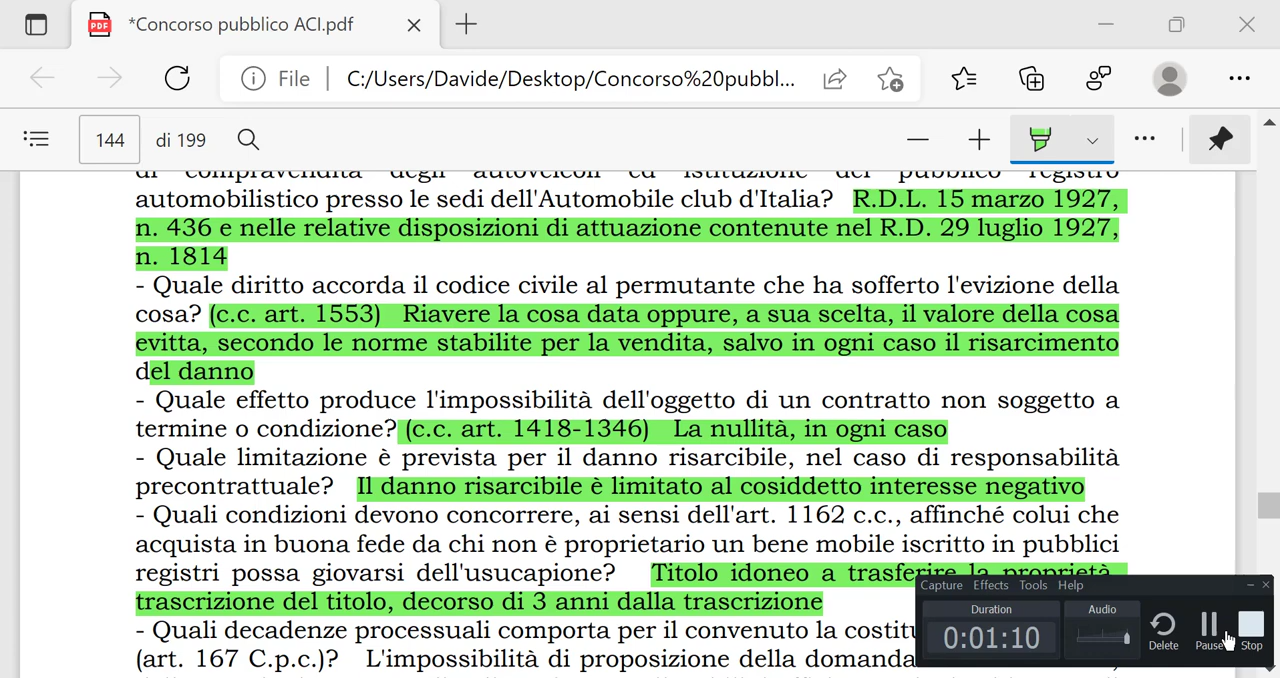 *Concorso pubblico ACI.pdf
File | C:/Users/Davide/Desktop/Concorso%20pubbl...
144 di 199
di compravendita degli autoveicoli ed istituzione del pubblico registro
automobilistico presso le sedi dell'Automobile club d'Italia? R.D.L. 15 marzo 1927,
n. 436 e nelle relative disposizioni di attuazione contenute nel R.D. 29 luglio 1927,
n. 1814
- Quale diritto accorda il codice civile al permutante che ha sofferto l'evizione della
cosa? (c.c. art. 1553) Riavere la cosa data oppure, a sua scelta, il valore della cosa
evitta, secondo le norme stabilite per la vendita, salvo in ogni caso il risarcimento
del danno
- Quale effetto produce l'impossibilità dell'oggetto di un contratto non soggetto a
termine o condizione? (c.c. art. 1418-1346) La nullità, in ogni caso
- Quale limitazione è prevista per il danno risarcibile, nel caso di responsabilità
precontrattuale? Il danno risarcibile è limitato al cosiddetto interesse negativo
- Quali condizioni devono concorrere, ai sensi dell'art. 1162 c.c., affinché colui che
acquista in buona fede da chi non è proprietario un bene mobile iscritto in pubblici
registri possa giovarsi dell'usucapione? Titolo idoneo a trasferire la proprietà,
trascrizione del titolo, decorso di 3 anni dalla trascrizione
- Quali decadenze processuali comporta per il convenuto la costitu
(art. 167 C.p.c.)? L'impossibilità di proposizione della domanda
Capture Effects Tools Help
Duration
0:01:10
Audio
Delete
Pause
Stop